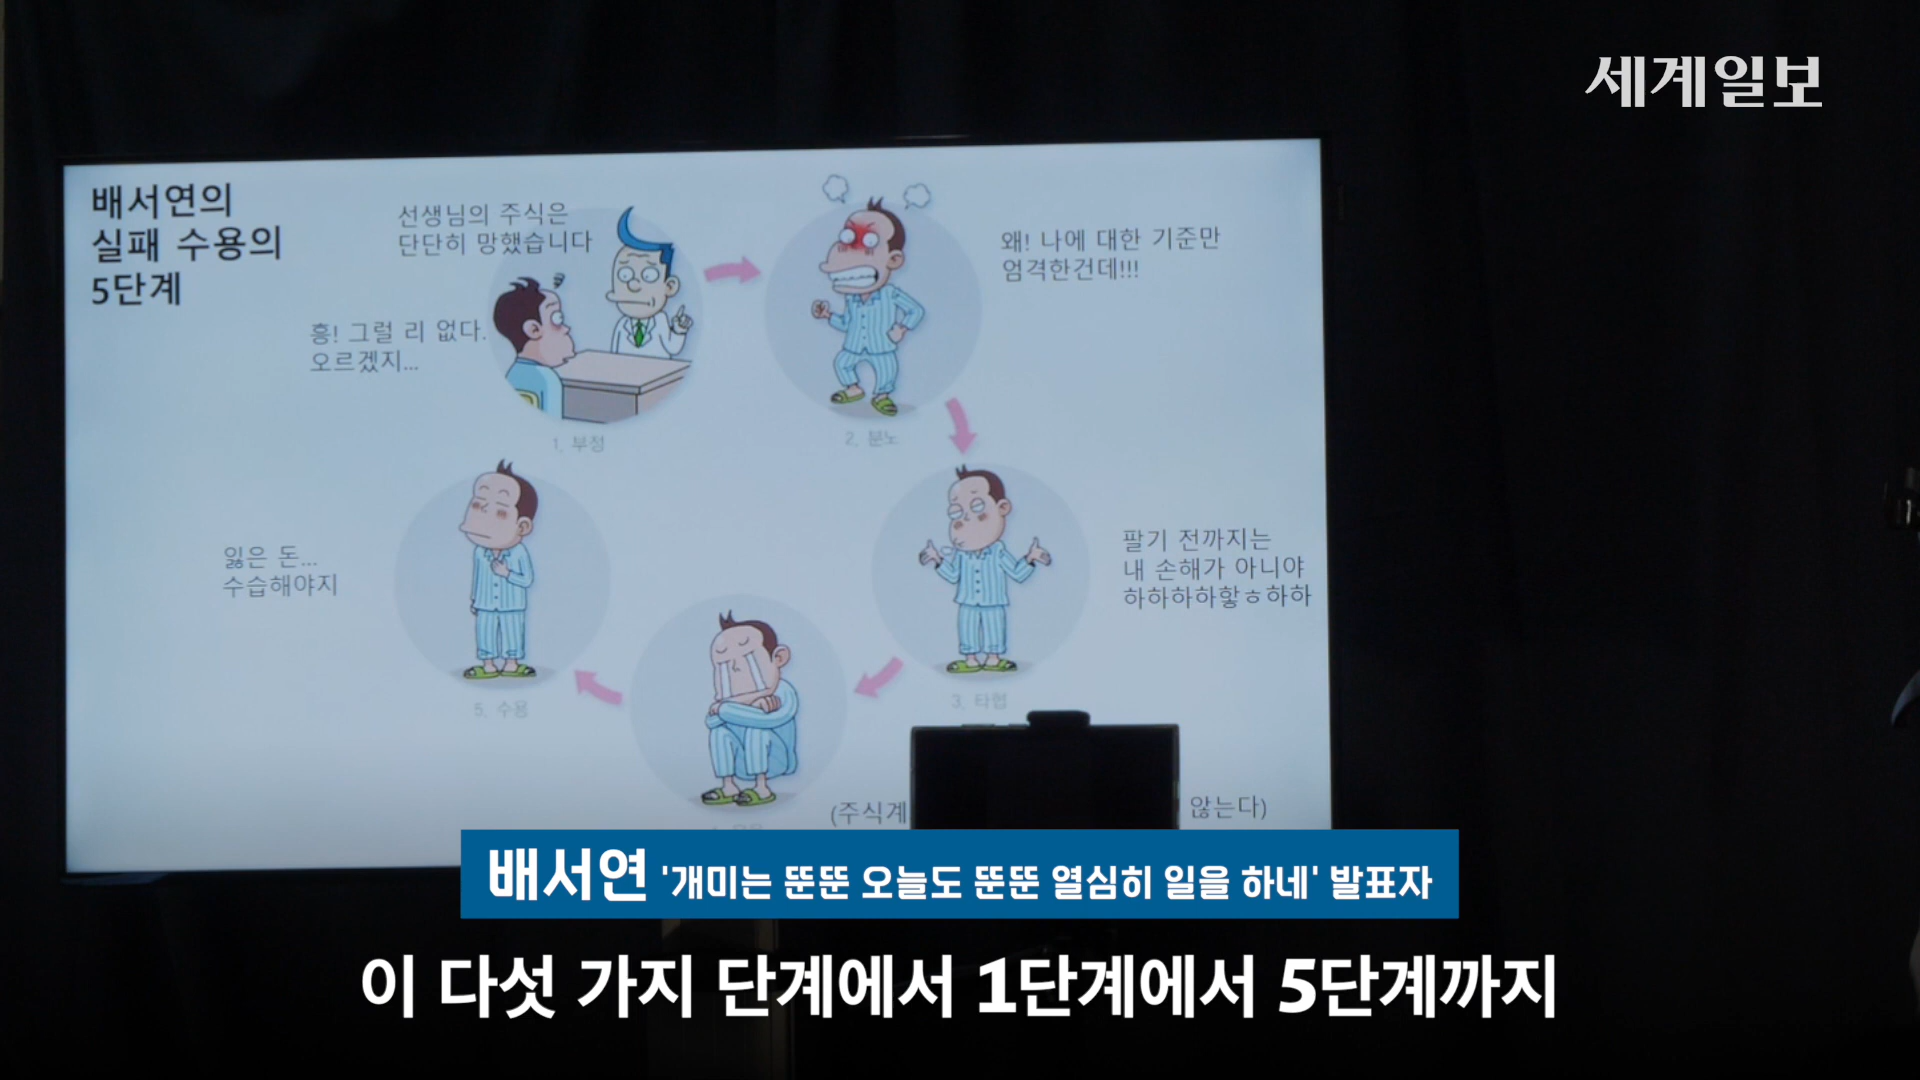 세계일보
배서연의
실패 수용의
5단계
선생님의 주식은
단단히 망했습니다
흥! 그럴 리 없다.
오르겠지...
1. 부정
왜! 나에 대한 기준만
엄격한건데!!!
2. 분노
팔기 전까지는
내 손해가 아니야
하하하하핳ㅎ하하
3. 타협
(주식계
않는다)
잃은 돈...
수습해야지
5. 수용
배서연 '개미는 뚠뚠 오늘도 뚠뚠 열심히 일을 하네' 발표자
이 다섯 가지 단계에서 1단계에서 5단계까지